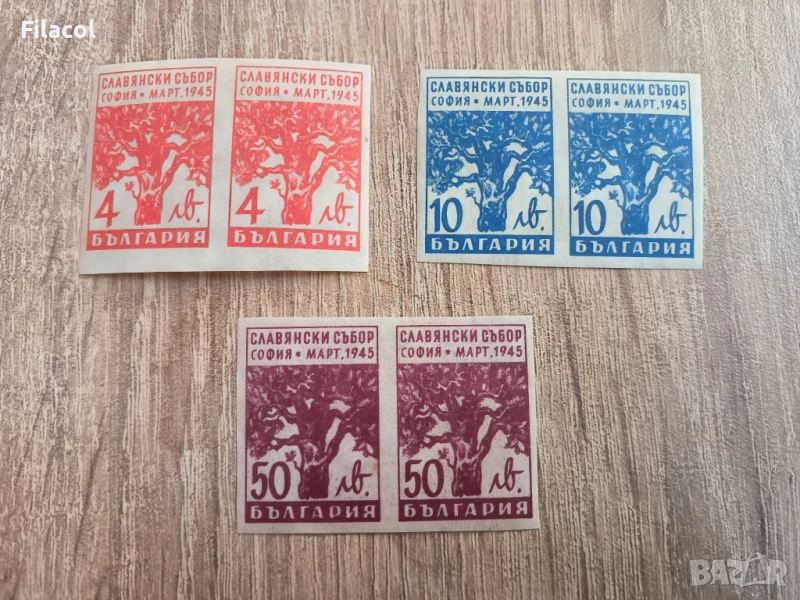 Filacol
СЛАВЯНСКИ СЪБОР
СОФИЯ * МАРТ, 1945
4 лв.
БЪЛГАРИЯ
СЛАВЯНСКИ СЪБОР
СОФИЯ * МАРТ, 1945
4 лв.
БЪЛГАРИЯ
СЛАВЯНСКИ СЪБОР
СОФИЯ * МАРТ, 1945
10 лв.
БЪЛГАРИЯ
СЛАВЯНСКИ СЪБОР
СОФИЯ * МАРТ, 1945
10 лв.
БЪЛГАРИЯ
СЛАВЯНСКИ СЪБОР
СОФИЯ * МАРТ, 1945
50 лв.
БЪЛГАРИЯ
СЛАВЯНСКИ СЪБОР
СОФИЯ * МАРТ, 1945
50 лв.
БЪЛГАРИЯ
BAZAR